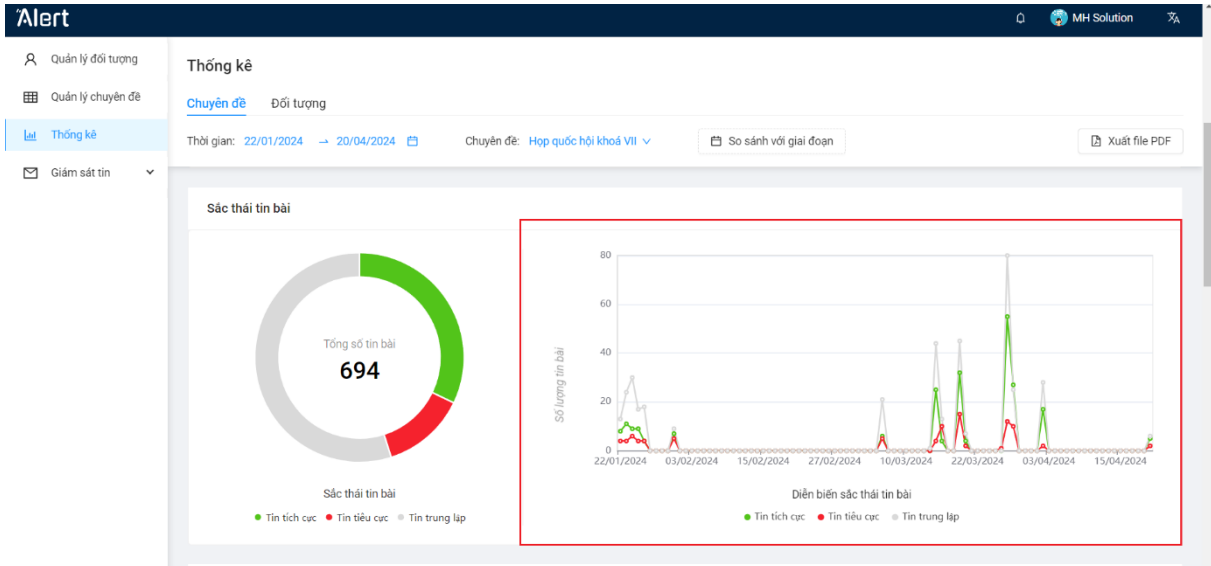 Alert
MH Solution
Quản lý đối tượng
Quản lý chuyên đề
Thống kê
Giám sát tin
Thống kê
Chuyên đề Đối tượng
Thời gian: 22/01/2024 → 20/04/2024 Chuyên đề: Họp quốc hội khoá VII So sánh với giai đoạn Xuất file PDF
Sắc thái tin bài
Tổng số tin bài
694
Sắc thái tin bài
Tin tích cực Tin tiêu cực Tin trung lập
Số lượng tin bài
80
60
40
20
0
22/01/2024 03/02/2024 15/02/2024 27/02/2024 10/03/2024 22/03/2024 03/04/2024 15/04/2024
Diễn biến sắc thái tin bài
Tin tích cực Tin tiêu cực Tin trung lập